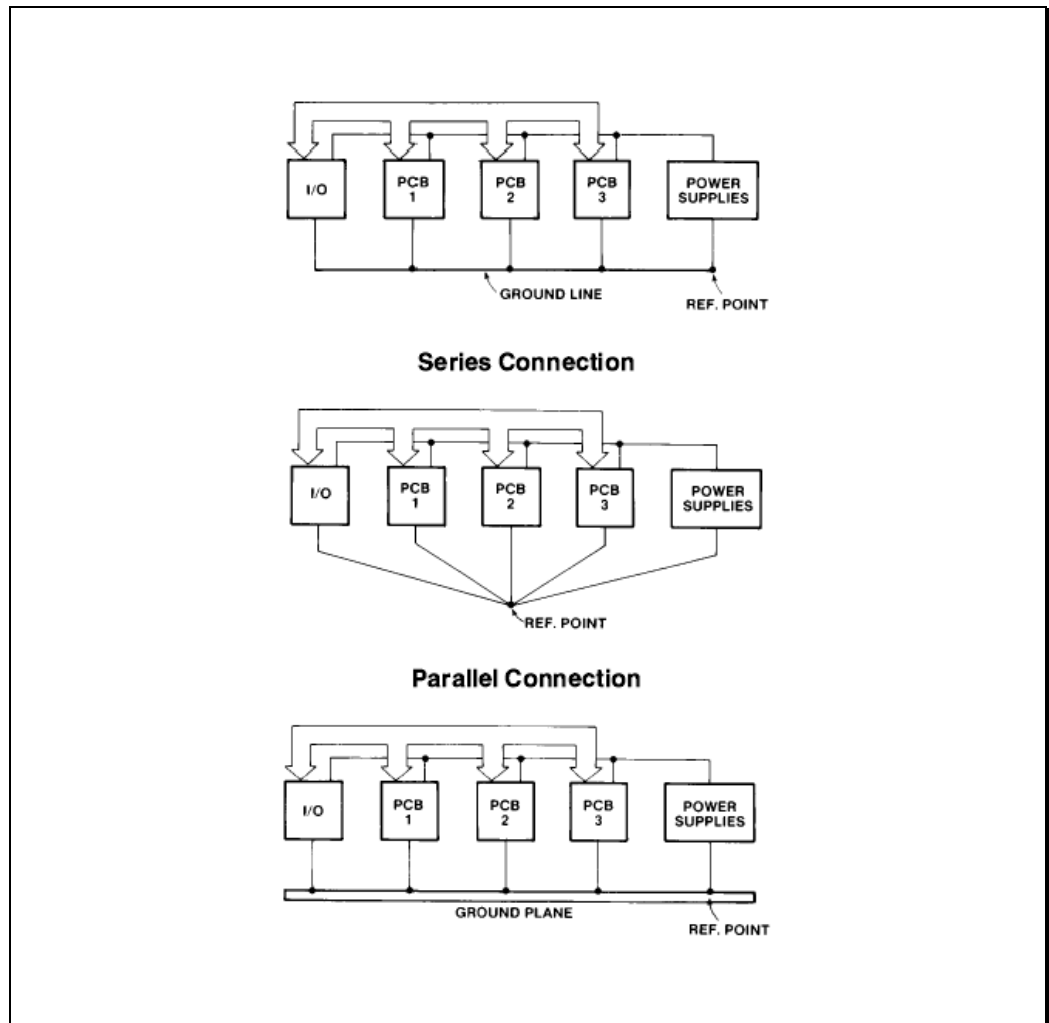 I/O
PCB
1
PCB
2
PCB
3
POWER
SUPPLIES
GROUND LINE
REF. POINT
Series Connection
I/O
PCB
1
PCB
2
PCB
3
POWER
SUPPLIES
REF. POINT
Parallel Connection
I/O
PCB
1
PCB
2
PCB
3
POWER
SUPPLIES
GROUND PLANE
REF. POINT